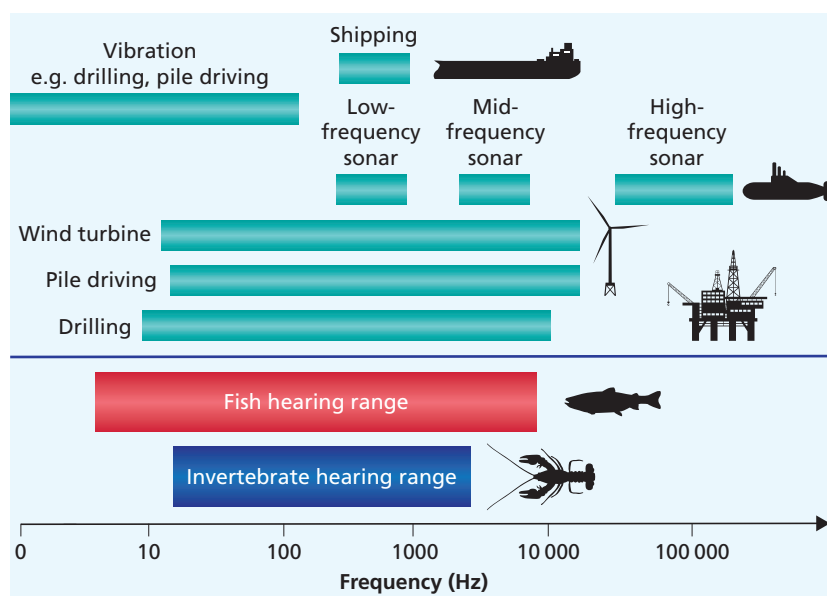 Vibration
e.g. drilling, pile driving
Shipping
Low-
frequency
sonar
Mid-
frequency
sonar
High-
frequency
sonar
Wind turbine
Pile driving
Drilling
Fish hearing range
Invertebrate hearing range
0 10 100 1000 10 000 100 000
Frequency (Hz)